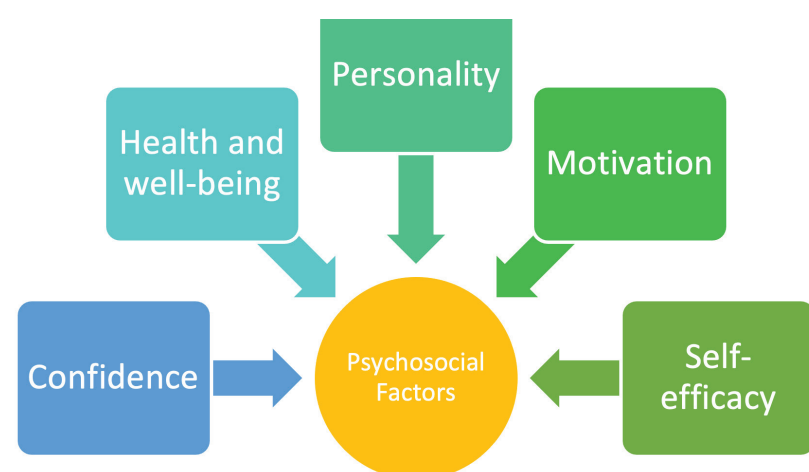 Personality
Health and
well-being
Motivation
Confidence
Psychosocial
Factors
Self-
efficacy